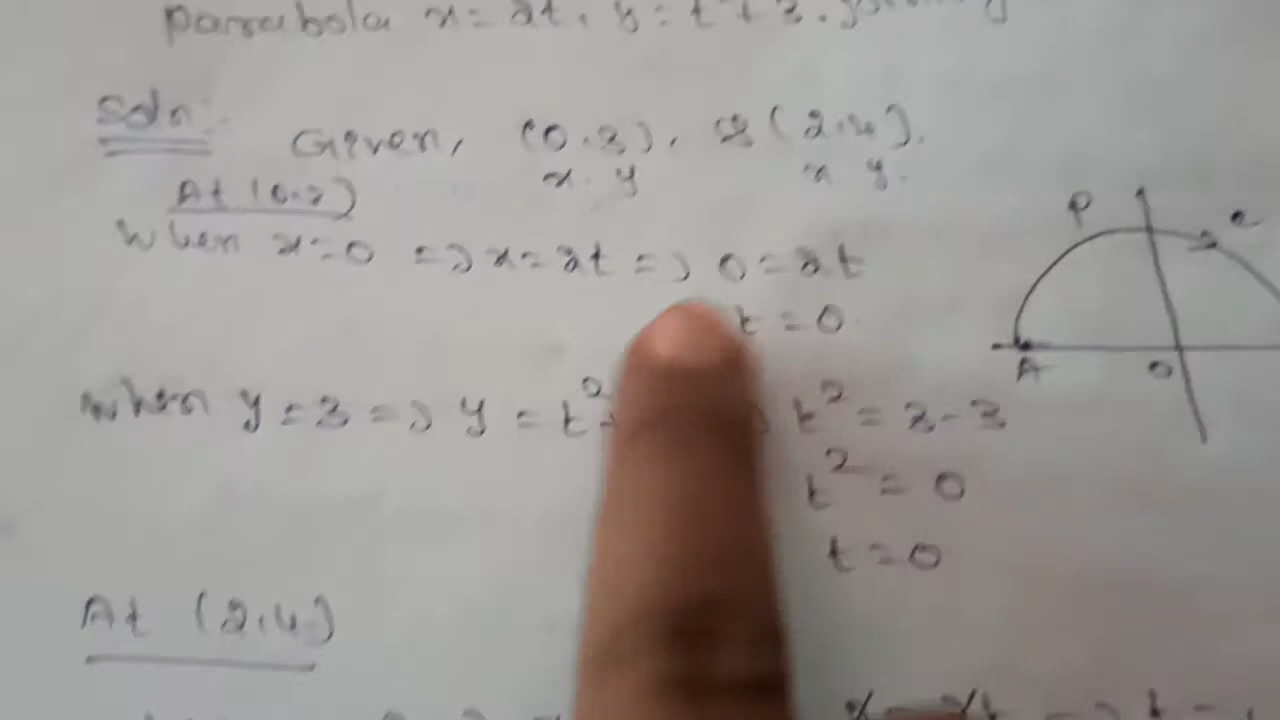 parabola x = 2t, y = t² + 3,
Soln:
Given, (0,3), & (2,4).
x y x y.
At (0,3)
When x=0 => x=2t => 0=2t
t = 0
When y=3 => y = t² t² = 3-3
t² = 0
t = 0
At (2,4)
P
A
O